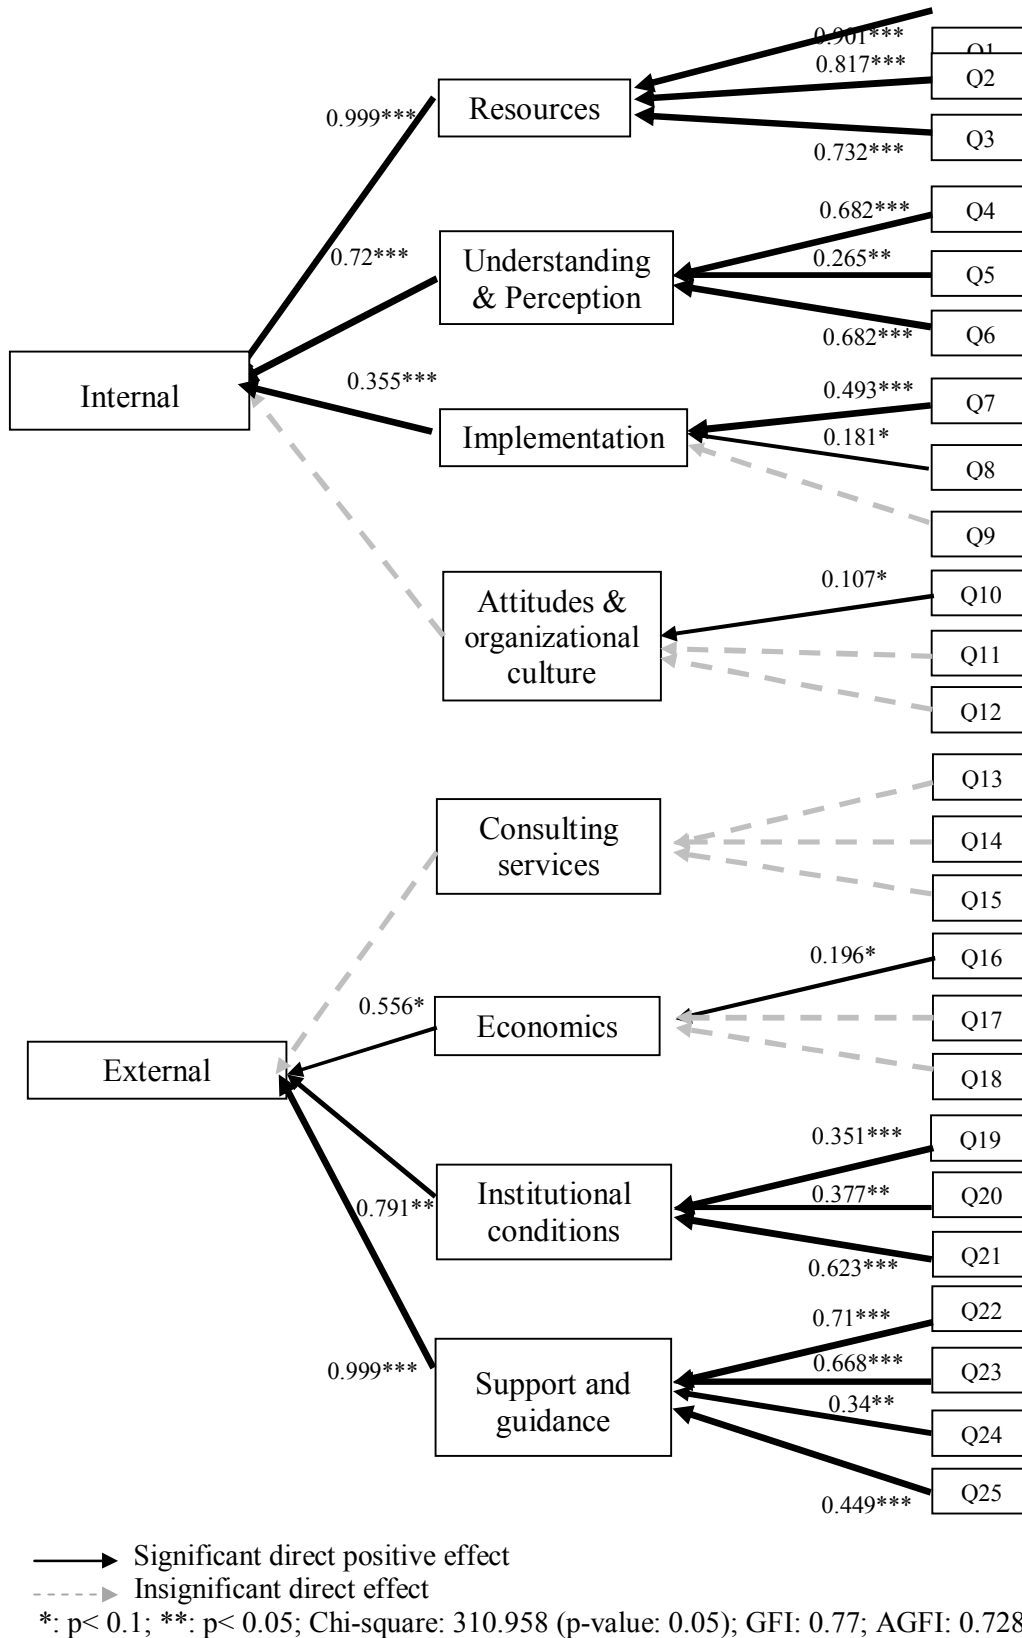 0.901***
Q1
0.817***
Q2
Resources
0.999***
Q3
0.732***
0.682***
Q4
0.72***
Understanding
& Perception
0.265**
Q5
0.682***
Q6
Internal
0.355***
0.493***
Q7
Implementation
0.181*
Q8
Q9
0.107*
Q10
Attitudes &
organizational
culture
Q11
Q12
Q13
Consulting
services
Q14
Q15
0.196*
Q16
0.556*
Economics
Q17
External
Q18
0.351***
Q19
0.791**
Institutional
conditions
0.377**
Q20
0.623***
Q21
0.71***
Q22
0.999***
Support and
guidance
0.668***
Q23
0.34**
Q24
0.449***
Q25
Significant direct positive effect
Insignificant direct effect
*: p< 0.1; **: p< 0.05; Chi-square: 310.958 (p-value: 0.05); GFI: 0.77; AGFI: 0.728